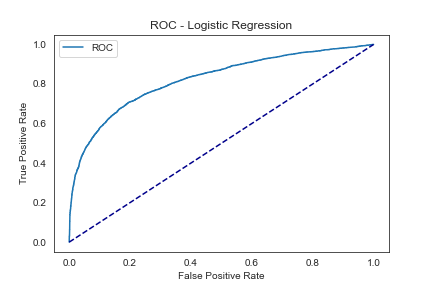 ROC - Logistic Regression
ROC
True Positive Rate
1.0
0.8
0.6
0.4
0.2
0.0
0.0 0.2 0.4 0.6 0.8 1.0
False Positive Rate